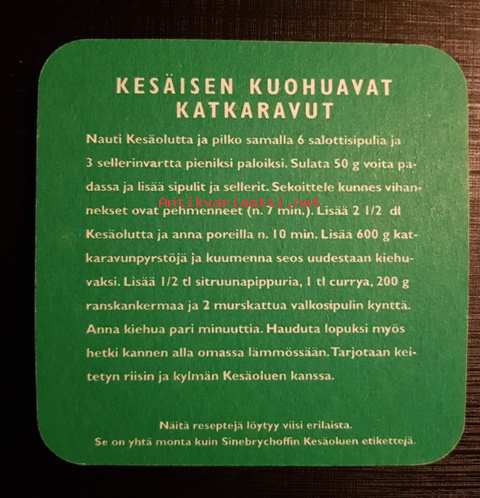 KESÄISEN KUOHUAVAT
KATKARAVUT
Nauti Kesäolutta ja pilko samalla 6 salottisipulia ja
3 sellerinvartta pieniksi paloiksi. Sulata 50 g voita pa-
dassa ja lisää sipulit ja sellerit. Sekoittele kunnes vihan-
Antikvariaatti.net
nekset ovat pehmenneet (n. 7 min.). Lisää 2 1/2 dl
Kesäolutta ja anna poreilla n. 10 min. Lisää 600 g kat-
karavunpyrstöjä ja kuumenna seos uudestaan kiehu-
vaksi. Lisää 1/2 tl sitruunapippuria, 1 tl currya, 200 g
ranskankermaa ja 2 murskattua valkosipulin kynttä.
Anna kiehua pari minuuttia. Hauduta lopuksi myös
hetki kannen alla omassa lämmössään. Tarjotaan kei-
tetyn riisin ja kylmän Kesäoluen kanssa.
Näitä reseptejä löytyy viisi erilaista.
Se on yhtä monta kuin Sinebrychoffin Kesäoluen etikettejä.